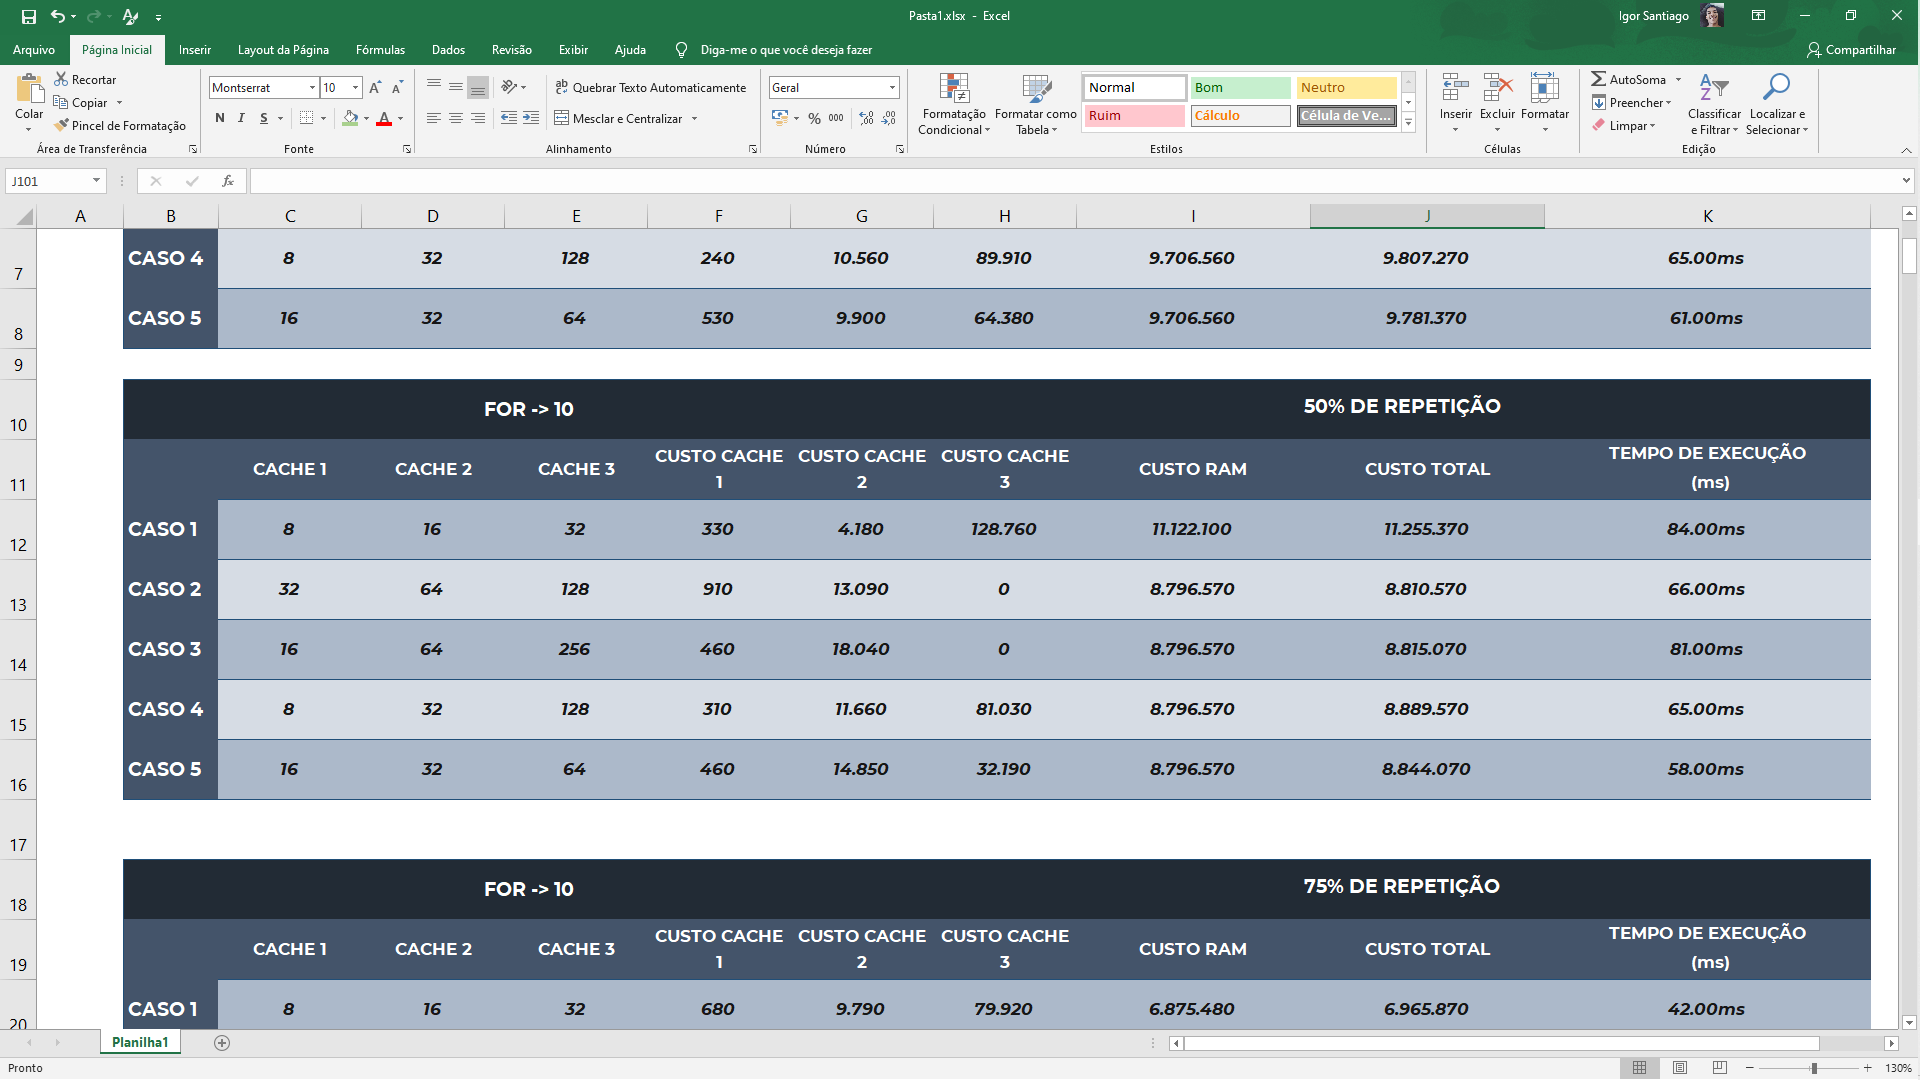 Pasta1.xlsx - Excel
Igor Santiago
Arquivo Página Inicial Inserir Layout da Página Fórmulas Dados Revisão Exibir Ajuda Diga-me o que você deseja fazer Compartilhar
Colar
Recortar
Copiar
Pincel de Formatação
Área de Transferência
Montserrat 10
N I S A
Fonte
Quebrar Texto Automaticamente
Mesclar e Centralizar
Alinhamento
Geral
% 000
Número
Formatação Condicional
Formatar como Tabela
Normal Bom Neutro
Ruim Cálculo Célula de Ve...
Estilos
Inserir Excluir Formatar
Células
AutoSoma
Preencher
Limpar
Classificar e Filtrar
Localizar e Selecionar
Edição
J101 fx
A B C D E F G H I J K
7 CASO 4 8 32 128 240 10.560 89.910 9.706.560 9.807.270 65.00ms
8 CASO 5 16 32 64 530 9.900 64.380 9.706.560 9.781.370 61.00ms
9
10 FOR -> 10 50% DE REPETIÇÃO
11 CACHE 1 CACHE 2 CACHE 3 CUSTO CACHE 1 CUSTO CACHE 2 CUSTO CACHE 3 CUSTO RAM CUSTO TOTAL TEMPO DE EXECUÇÃO (ms)
12 CASO 1 8 16 32 330 4.180 128.760 11.122.100 11.255.370 84.00ms
13 CASO 2 32 64 128 910 13.090 0 8.796.570 8.810.570 66.00ms
14 CASO 3 16 64 256 460 18.040 0 8.796.570 8.815.070 81.00ms
15 CASO 4 8 32 128 310 11.660 81.030 8.796.570 8.889.570 65.00ms
16 CASO 5 16 32 64 460 14.850 32.190 8.796.570 8.844.070 58.00ms
17
18 FOR -> 10 75% DE REPETIÇÃO
19 CACHE 1 CACHE 2 CACHE 3 CUSTO CACHE 1 CUSTO CACHE 2 CUSTO CACHE 3 CUSTO RAM CUSTO TOTAL TEMPO DE EXECUÇÃO (ms)
20 CASO 1 8 16 32 680 9.790 79.920 6.875.480 6.965.870 42.00ms
Planilha1
Pronto
130%